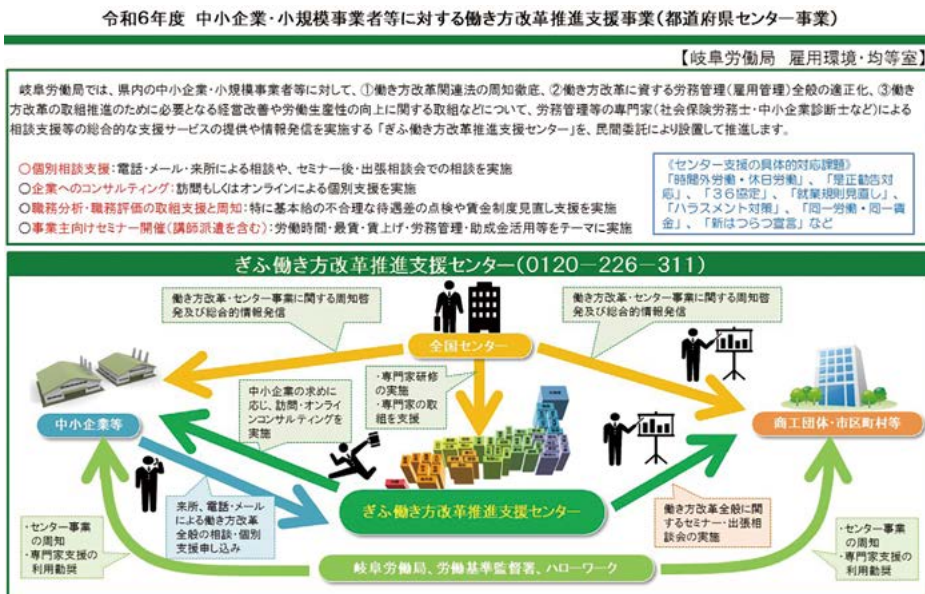 令和6年度 中小企業・小規模事業者等に対する働き方改革推進支援事業(都道府県センター事業)
【岐阜労働局 雇用環境・均等室】
岐阜労働局では、県内の中小企業・小規模事業者等に対して、①働き方改革関連法の周知徹底、②働き方改革に資する労務管理(雇用管理)全般の適正化、③働き
方改革の取組推進のために必要となる経営改善や労働生産性の向上に関する取組などについて、労務管理等の専門家(社会保険労務士・中小企業診断士など)による
相談支援等の総合的な支援サービスの提供や情報発信を実施する「ぎふ働き方改革推進支援センター」を、民間委託により設置して推進します。
○個別相談支援:電話・メール・来所による相談や、セミナー後・出張相談会での相談を実施
○企業へのコンサルティング:訪問もしくはオンラインによる個別支援を実施
○職務分析・職務評価の取組支援と周知:特に基本給の不合理な待遇差の点検や賃金制度見直し支援を実施
○事業主向けセミナー開催(講師派遣を含む):労働時間・最賃・賃上げ・労務管理・助成金活用等をテーマに実施
《センター支援の具体的対応課題》
「時間外労働・休日労働」、「是正勧告対
応」、「36協定」、「就業規則見直し」、
「ハラスメント対策」、「同一労働・同一賃
金」、「新はつらつ宣言」など
ぎふ働き方改革推進支援センター(0120-226-311)
働き方改革・センター事業に関する周知啓
発及び総合的情報発信
働き方改革・センター事業に関する周知啓
発及び総合的情報発信
全国センター
・専門家研修
の実施
・専門家の取
組を支援
中小企業の求めに
応じ、訪問・オンライ
ンコンサルティングを
実施
中小企業等
商工団体・市区町村等
ぎふ働き方改革推進支援センター
来所、電話・メール
による働き方改革
全般の相談・個別
支援申し込み
働き方改革全般に関
するセミナー・出張相
談会の実施
・センター事業
の周知
・専門家支援の
利用勧奨
・センター事業
の周知
・専門家支援の
利用勧奨
岐阜労働局、労働基準監督署、ハローワーク